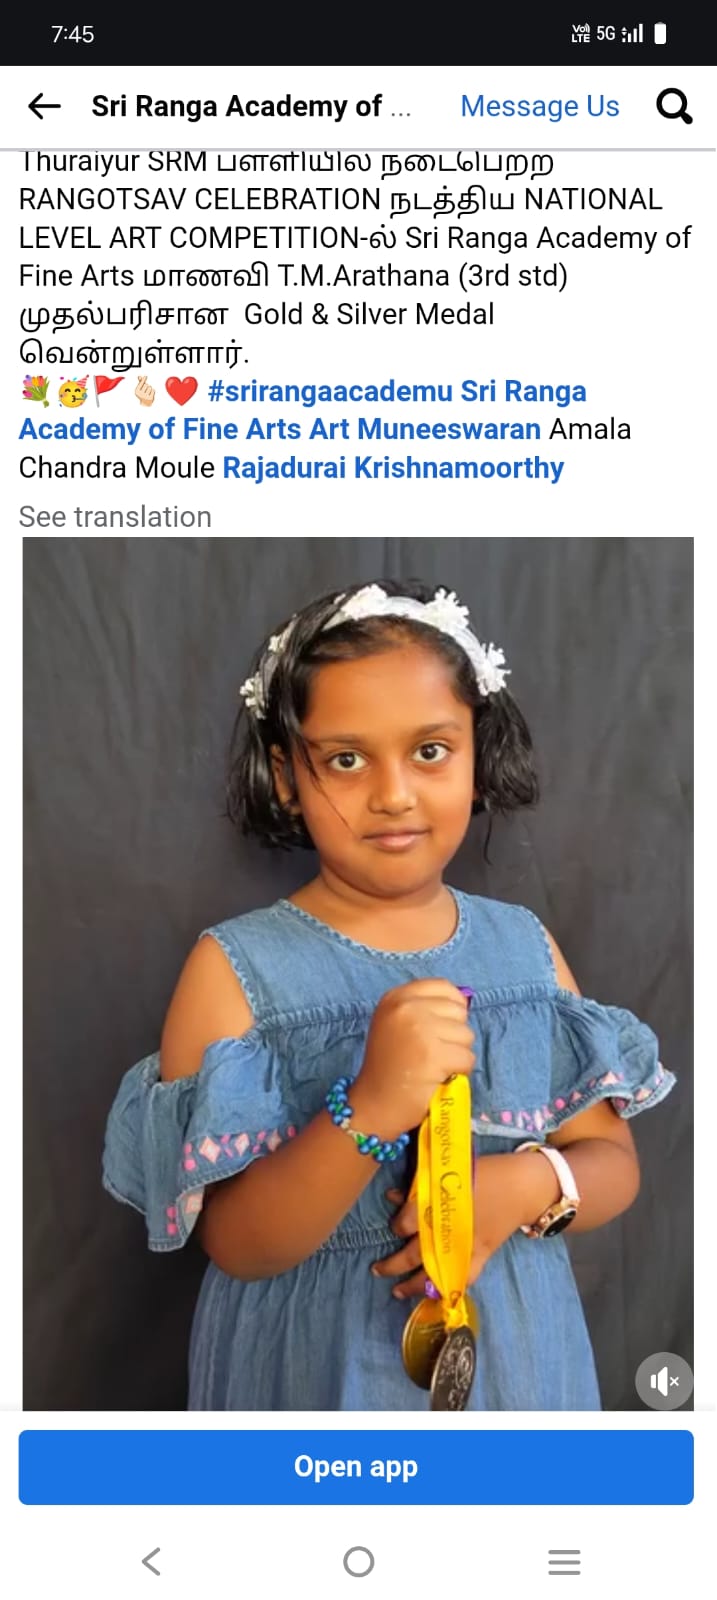 7:45
Vo) LTE 5G
Sri Ranga Academy of ...
Message Us
Thuraiyur SRM பள்ளியில் நடைபெற்ற
RANGOTSAV CELEBRATION நடத்திய NATIONAL
LEVEL ART COMPETITION-ல் Sri Ranga Academy of
Fine Arts மாணவி T.M.Arathana (3rd std)
முதல்பரிசான Gold & Silver Medal
வென்றுள்ளார்.
💐🥳🚩🫰🏻❤️ #srirangaacademu Sri Ranga
Academy of Fine Arts Art Muneeswaran Amala
Chandra Moule Rajadurai Krishnamoorthy
See translation
Rangotsav Celebration
Open app